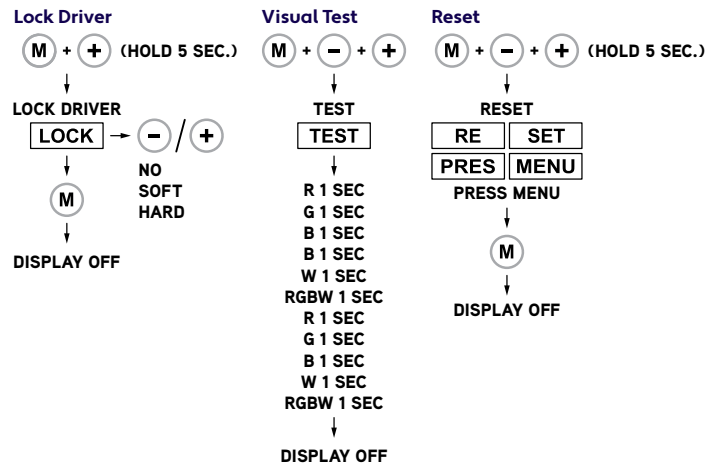 Lock Driver
M + + (HOLD 5 SEC.)
LOCK DRIVER
LOCK
- / +
NO
SOFT
HARD
M
DISPLAY OFF
Visual Test
M + - + +
TEST
TEST
R 1 SEC
G 1 SEC
B 1 SEC
B 1 SEC
W 1 SEC
RGBW 1 SEC
R 1 SEC
G 1 SEC
B 1 SEC
W 1 SEC
RGBW 1 SEC
DISPLAY OFF
Reset
M + - + + (HOLD 5 SEC.)
RESET
RE SET
PRES MENU
PRESS MENU
M
DISPLAY OFF